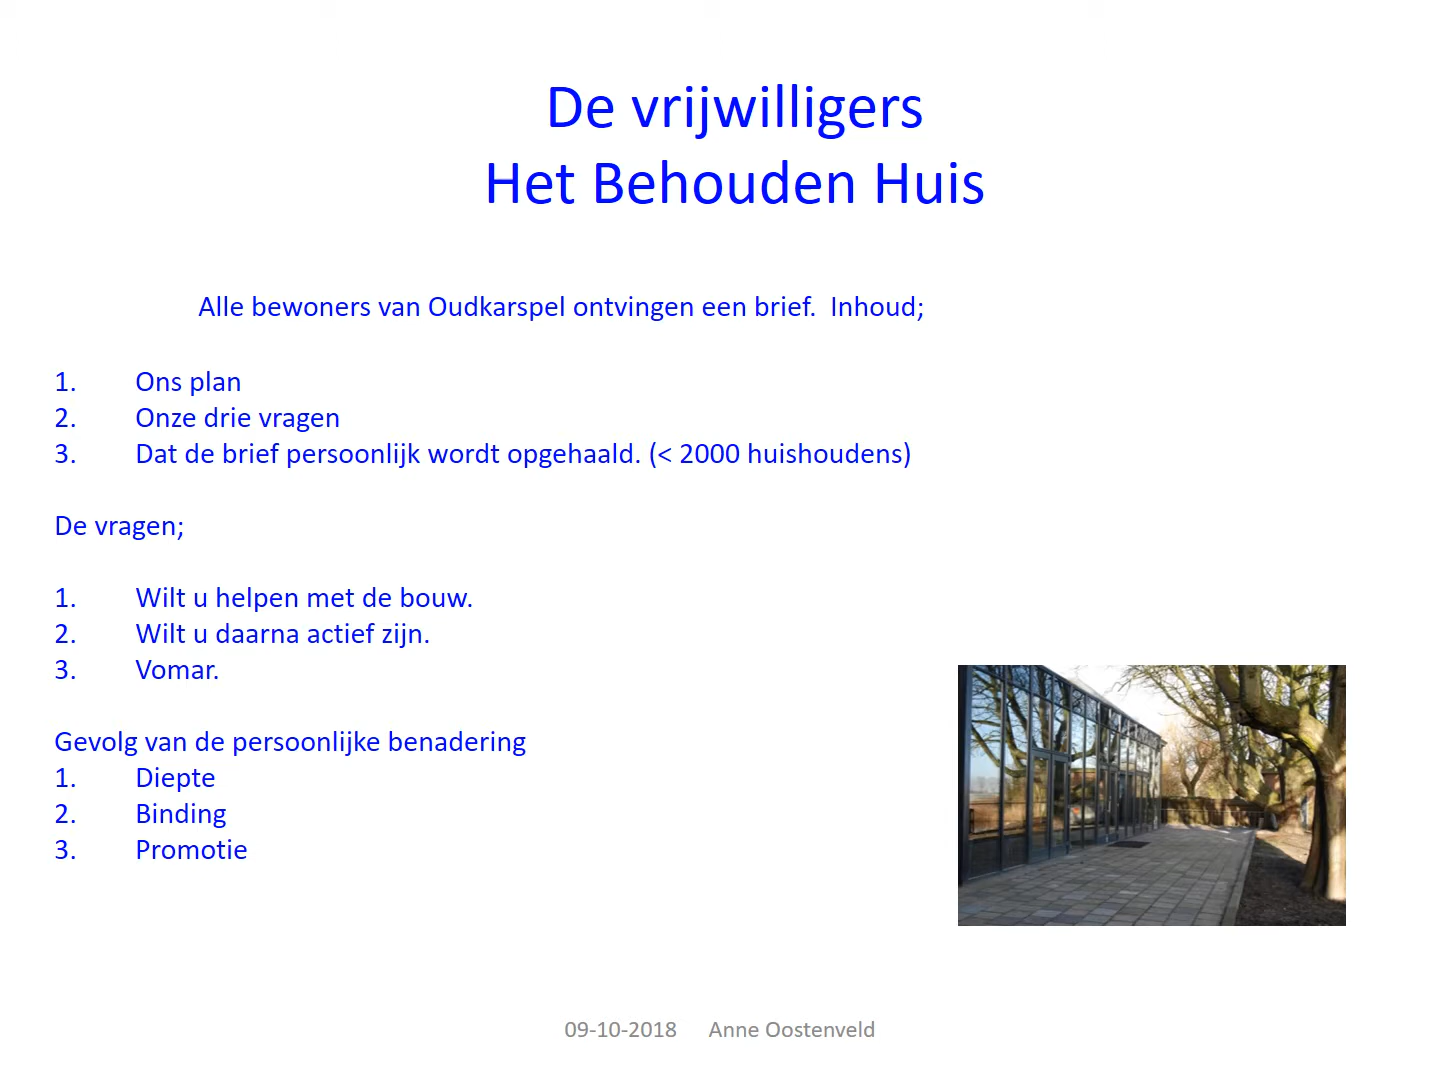 De vrijwilligers
Het Behouden Huis
Alle bewoners van Oudkarspel ontvingen een brief.  Inhoud;
1. Ons plan
2. Onze drie vragen
3. Dat de brief persoonlijk wordt opgehaald. (< 2000 huishoudens)
De vragen;
1. Wilt u helpen met de bouw.
2. Wilt u daarna actief zijn.
3. Vomar.
Gevolg van de persoonlijke benadering
1. Diepte
2. Binding
3. Promotie
09-10-2018 Anne Oostenveld